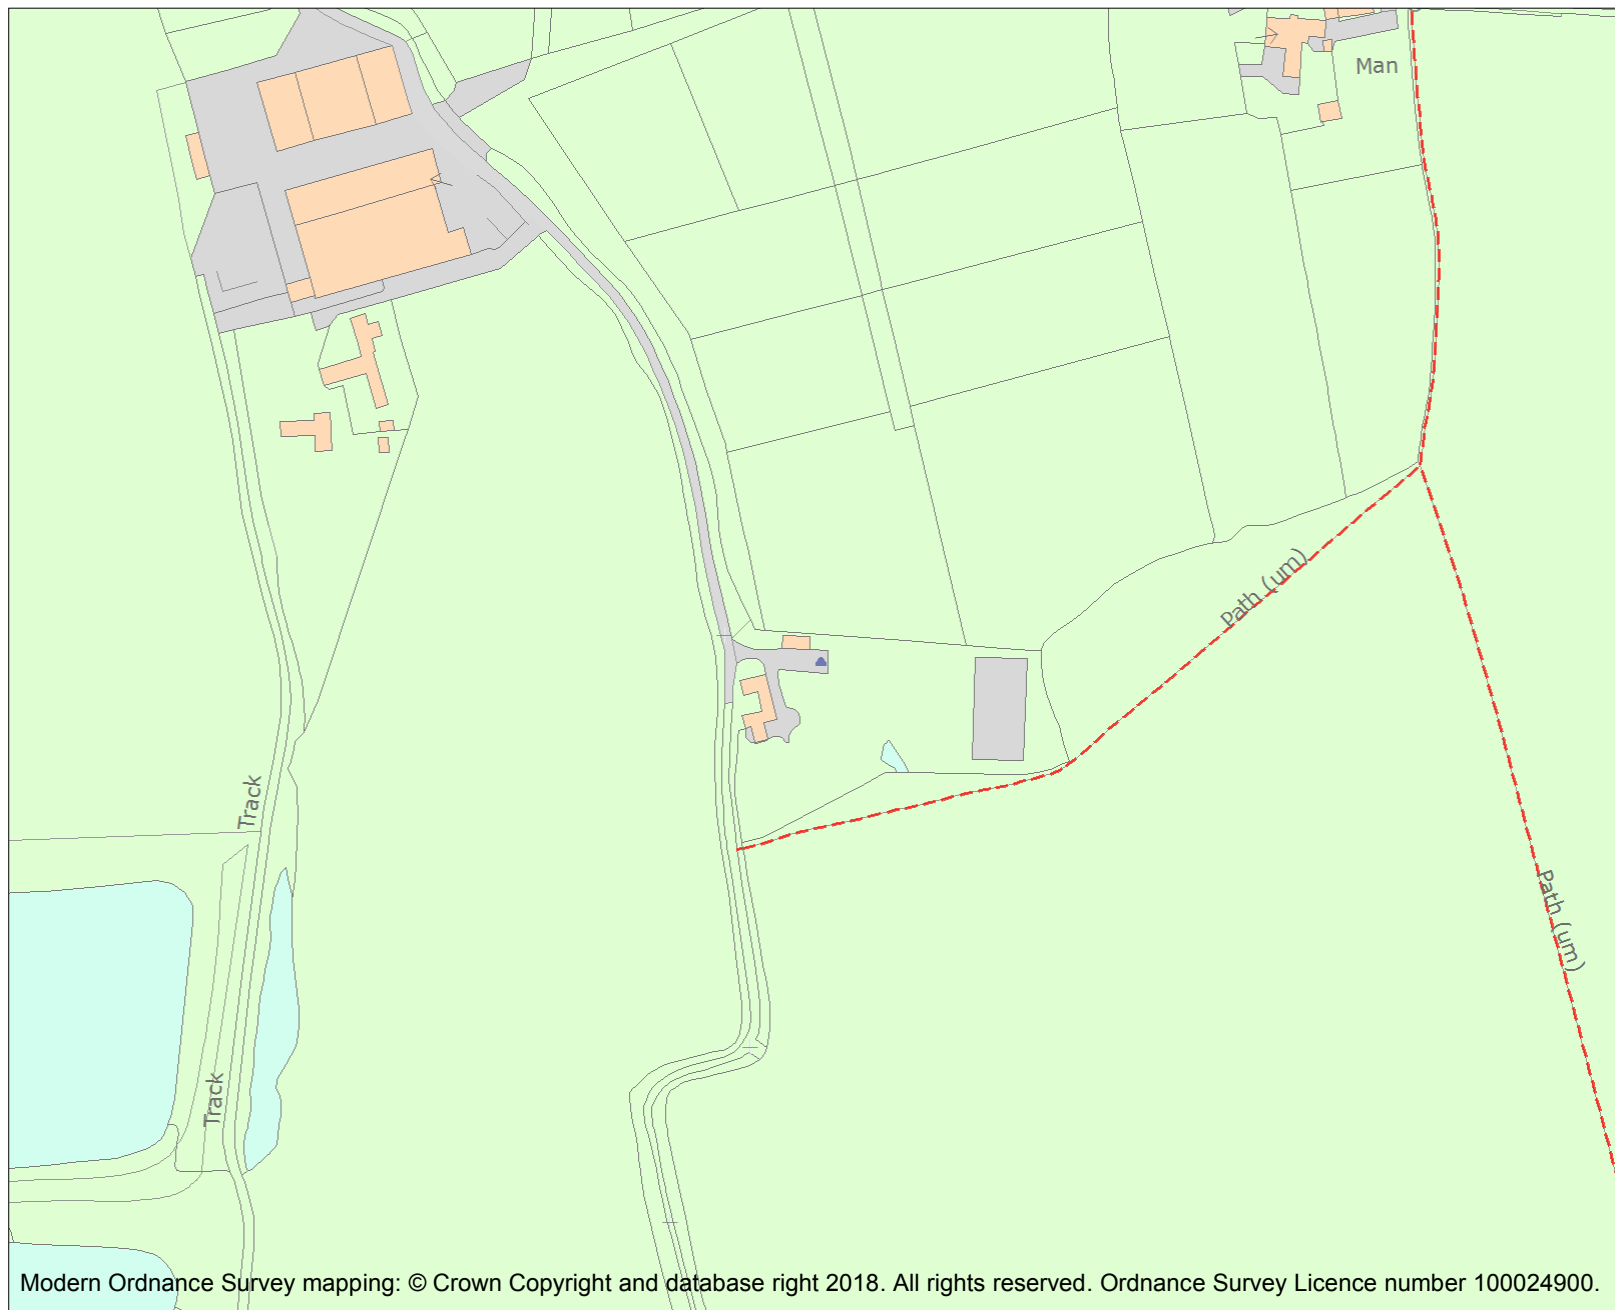 Man
Path (um)
Track
Path (um)
Track
Modern Ordnance Survey mapping: © Crown Copyright and database right 2018. All rights reserved. Ordnance Survey Licence number 100024900.